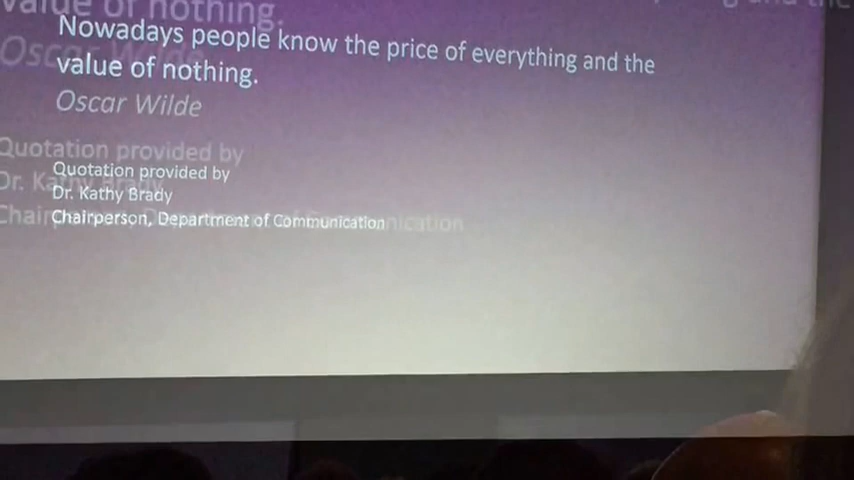 Nowadays people know the price of everything and the
value of nothing.
Oscar Wilde
Quotation provided by
Dr. Kathy Brady
Chairperson, Department of Communication